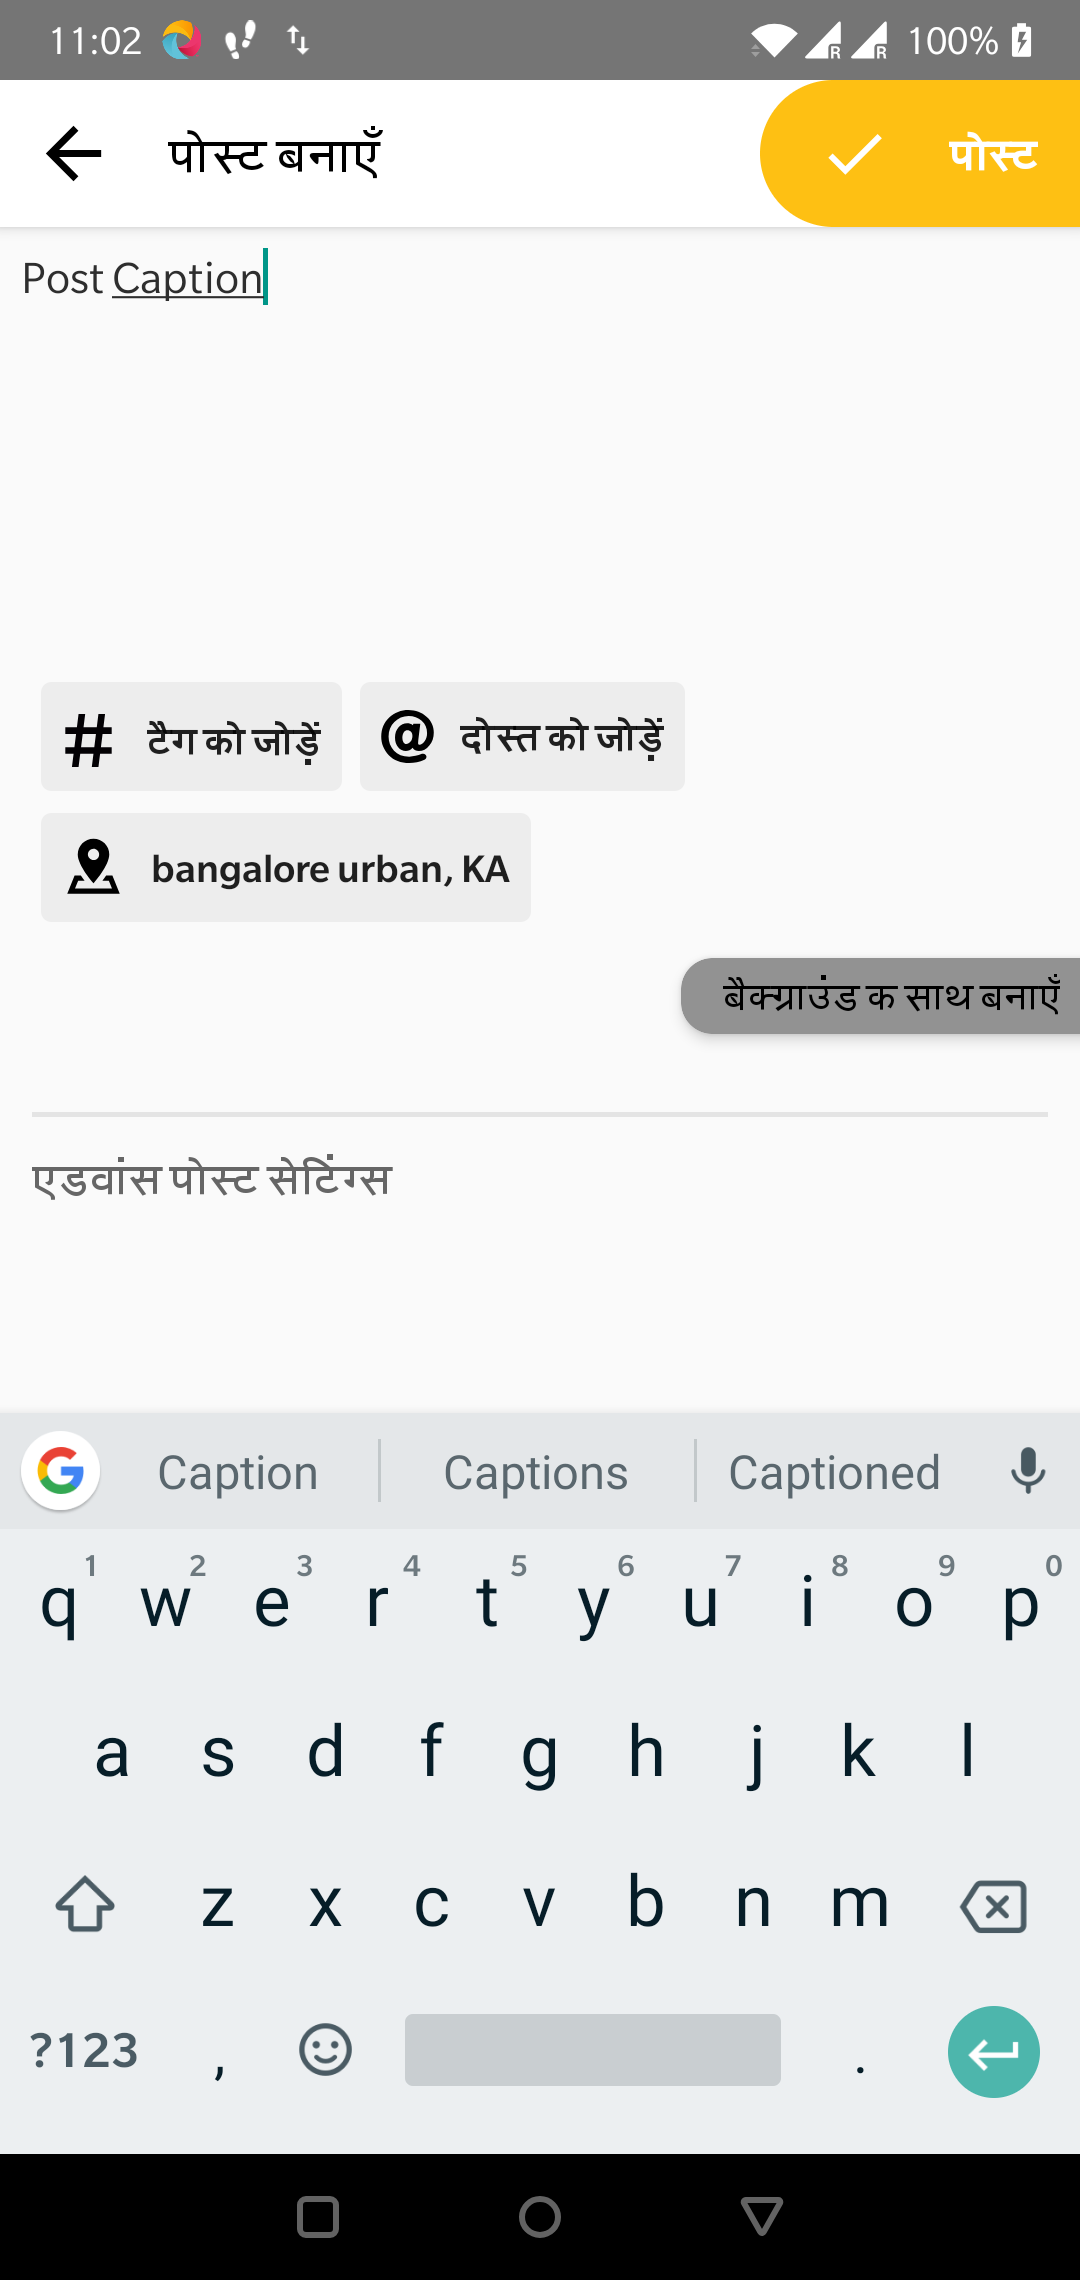 11:02 100%
पोस्ट बनाएँ पोस्ट
Post Caption
# टैग को जोड़ें @ दोस्त को जोड़ें
bangalore urban, KA
बैकग्राउंड क साथ बनाएँ
एडवांस पोस्ट सेटिंग्स
G Caption Captions Captioned
1 2 3 4 5 6 7 8 9 0
q w e r t y u i o p
a s d f g h j k l
z x c v b n m
?123 , .